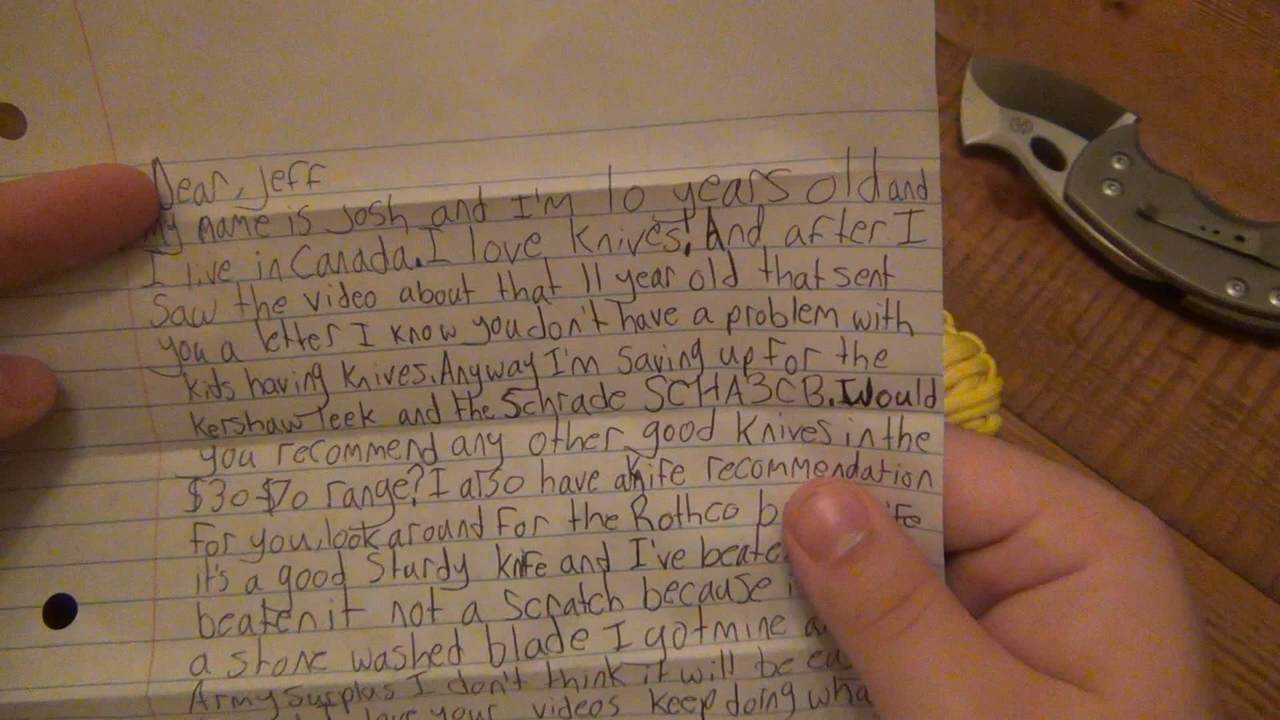 Dear, Jeff
My name is Josh and I'm 10 years old and
I live in Canada. I love knives! And after I
Saw the video about that 11 year old that sent
you a letter I know you don't have a problem with
kids having knives. Anyway I'm saving up for the
kershaw leek and the Schrade SCHA3CB. Would
you recommend any other good knives in the
$30-$70 range? I also have a knife recommendation
for you, look around for the Rothco
it's a good sturdy knife and I've
beaten it not a scratch because
a stone washed blade I got mine
Army Surplus I don't think it will be
love your videos keep doing